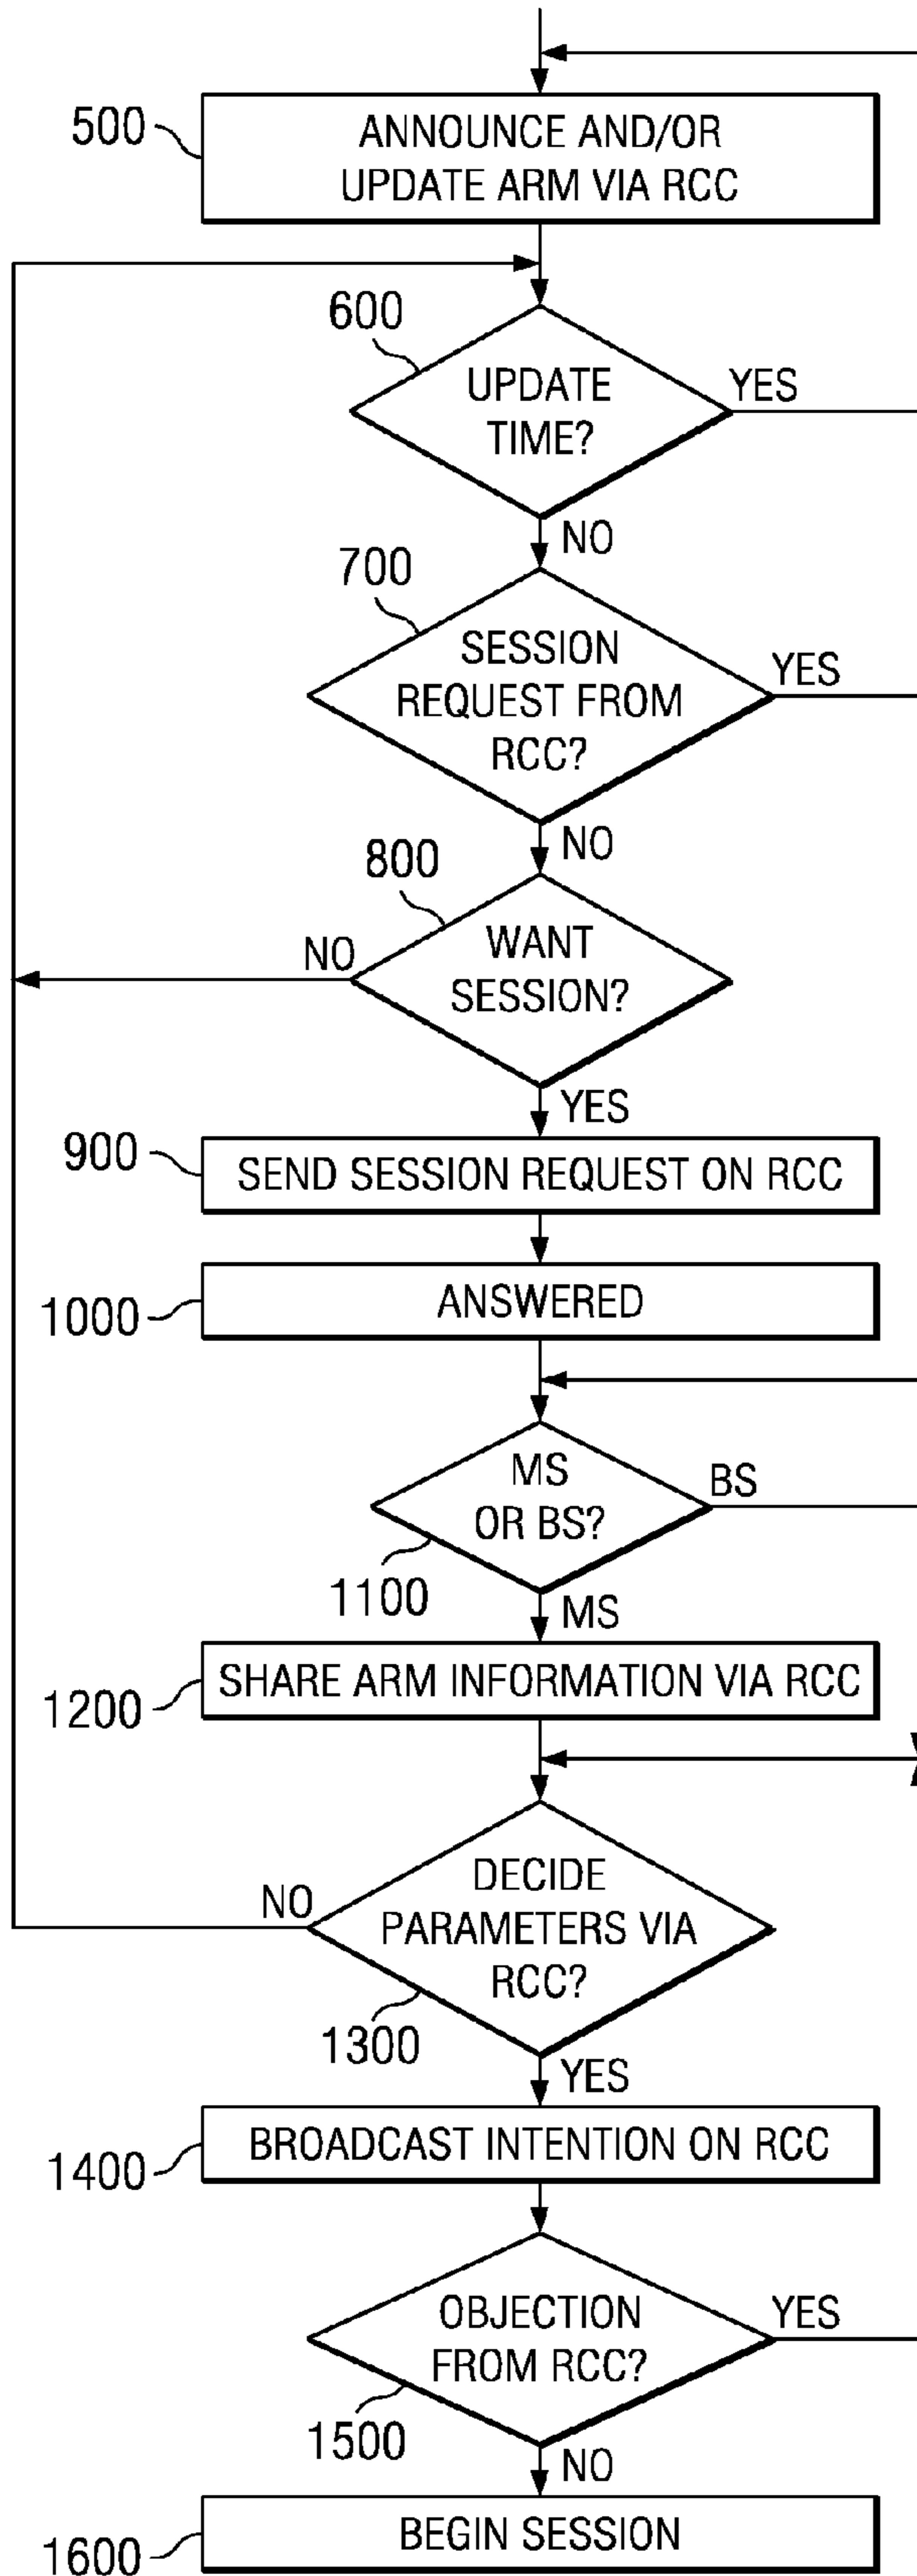 500
ANNOUNCE AND/OR
UPDATE ARM VIA RCC
600
UPDATE
TIME?
YES
NO
700
SESSION
REQUEST FROM
RCC?
YES
NO
800
WANT
SESSION?
NO
YES
900
SEND SESSION REQUEST ON RCC
1000
ANSWERED
MS
OR BS?
BS
1100
MS
1200
SHARE ARM INFORMATION VIA RCC
DECIDE
PARAMETERS VIA
RCC?
NO
1300
YES
1400
BROADCAST INTENTION ON RCC
OBJECTION
FROM RCC?
YES
1500
NO
1600
BEGIN SESSION